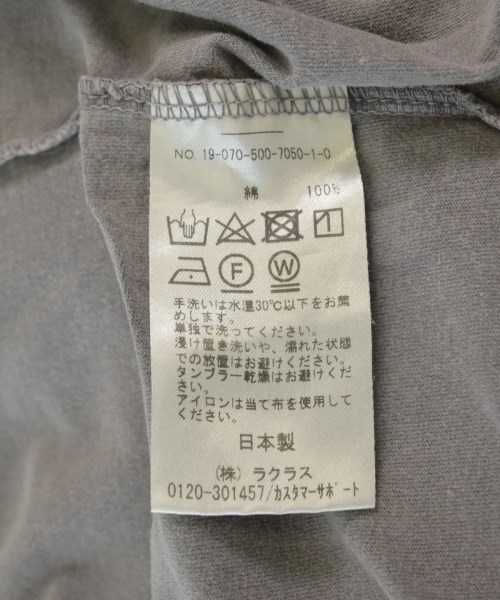 NO. 19-070-500-7050-1-0
綿 100%
F W
手洗いは水温30℃以下をお薦
めします。
単独で洗ってください。
浸け置き洗いや、濡れた状態
での放置はお避けください。
タンブラー乾燥はお避けくだ
さい。
アイロンは当て布を使用して
ください。
日本製
(株) ラクラス
0120-301457/カスタマーサポート